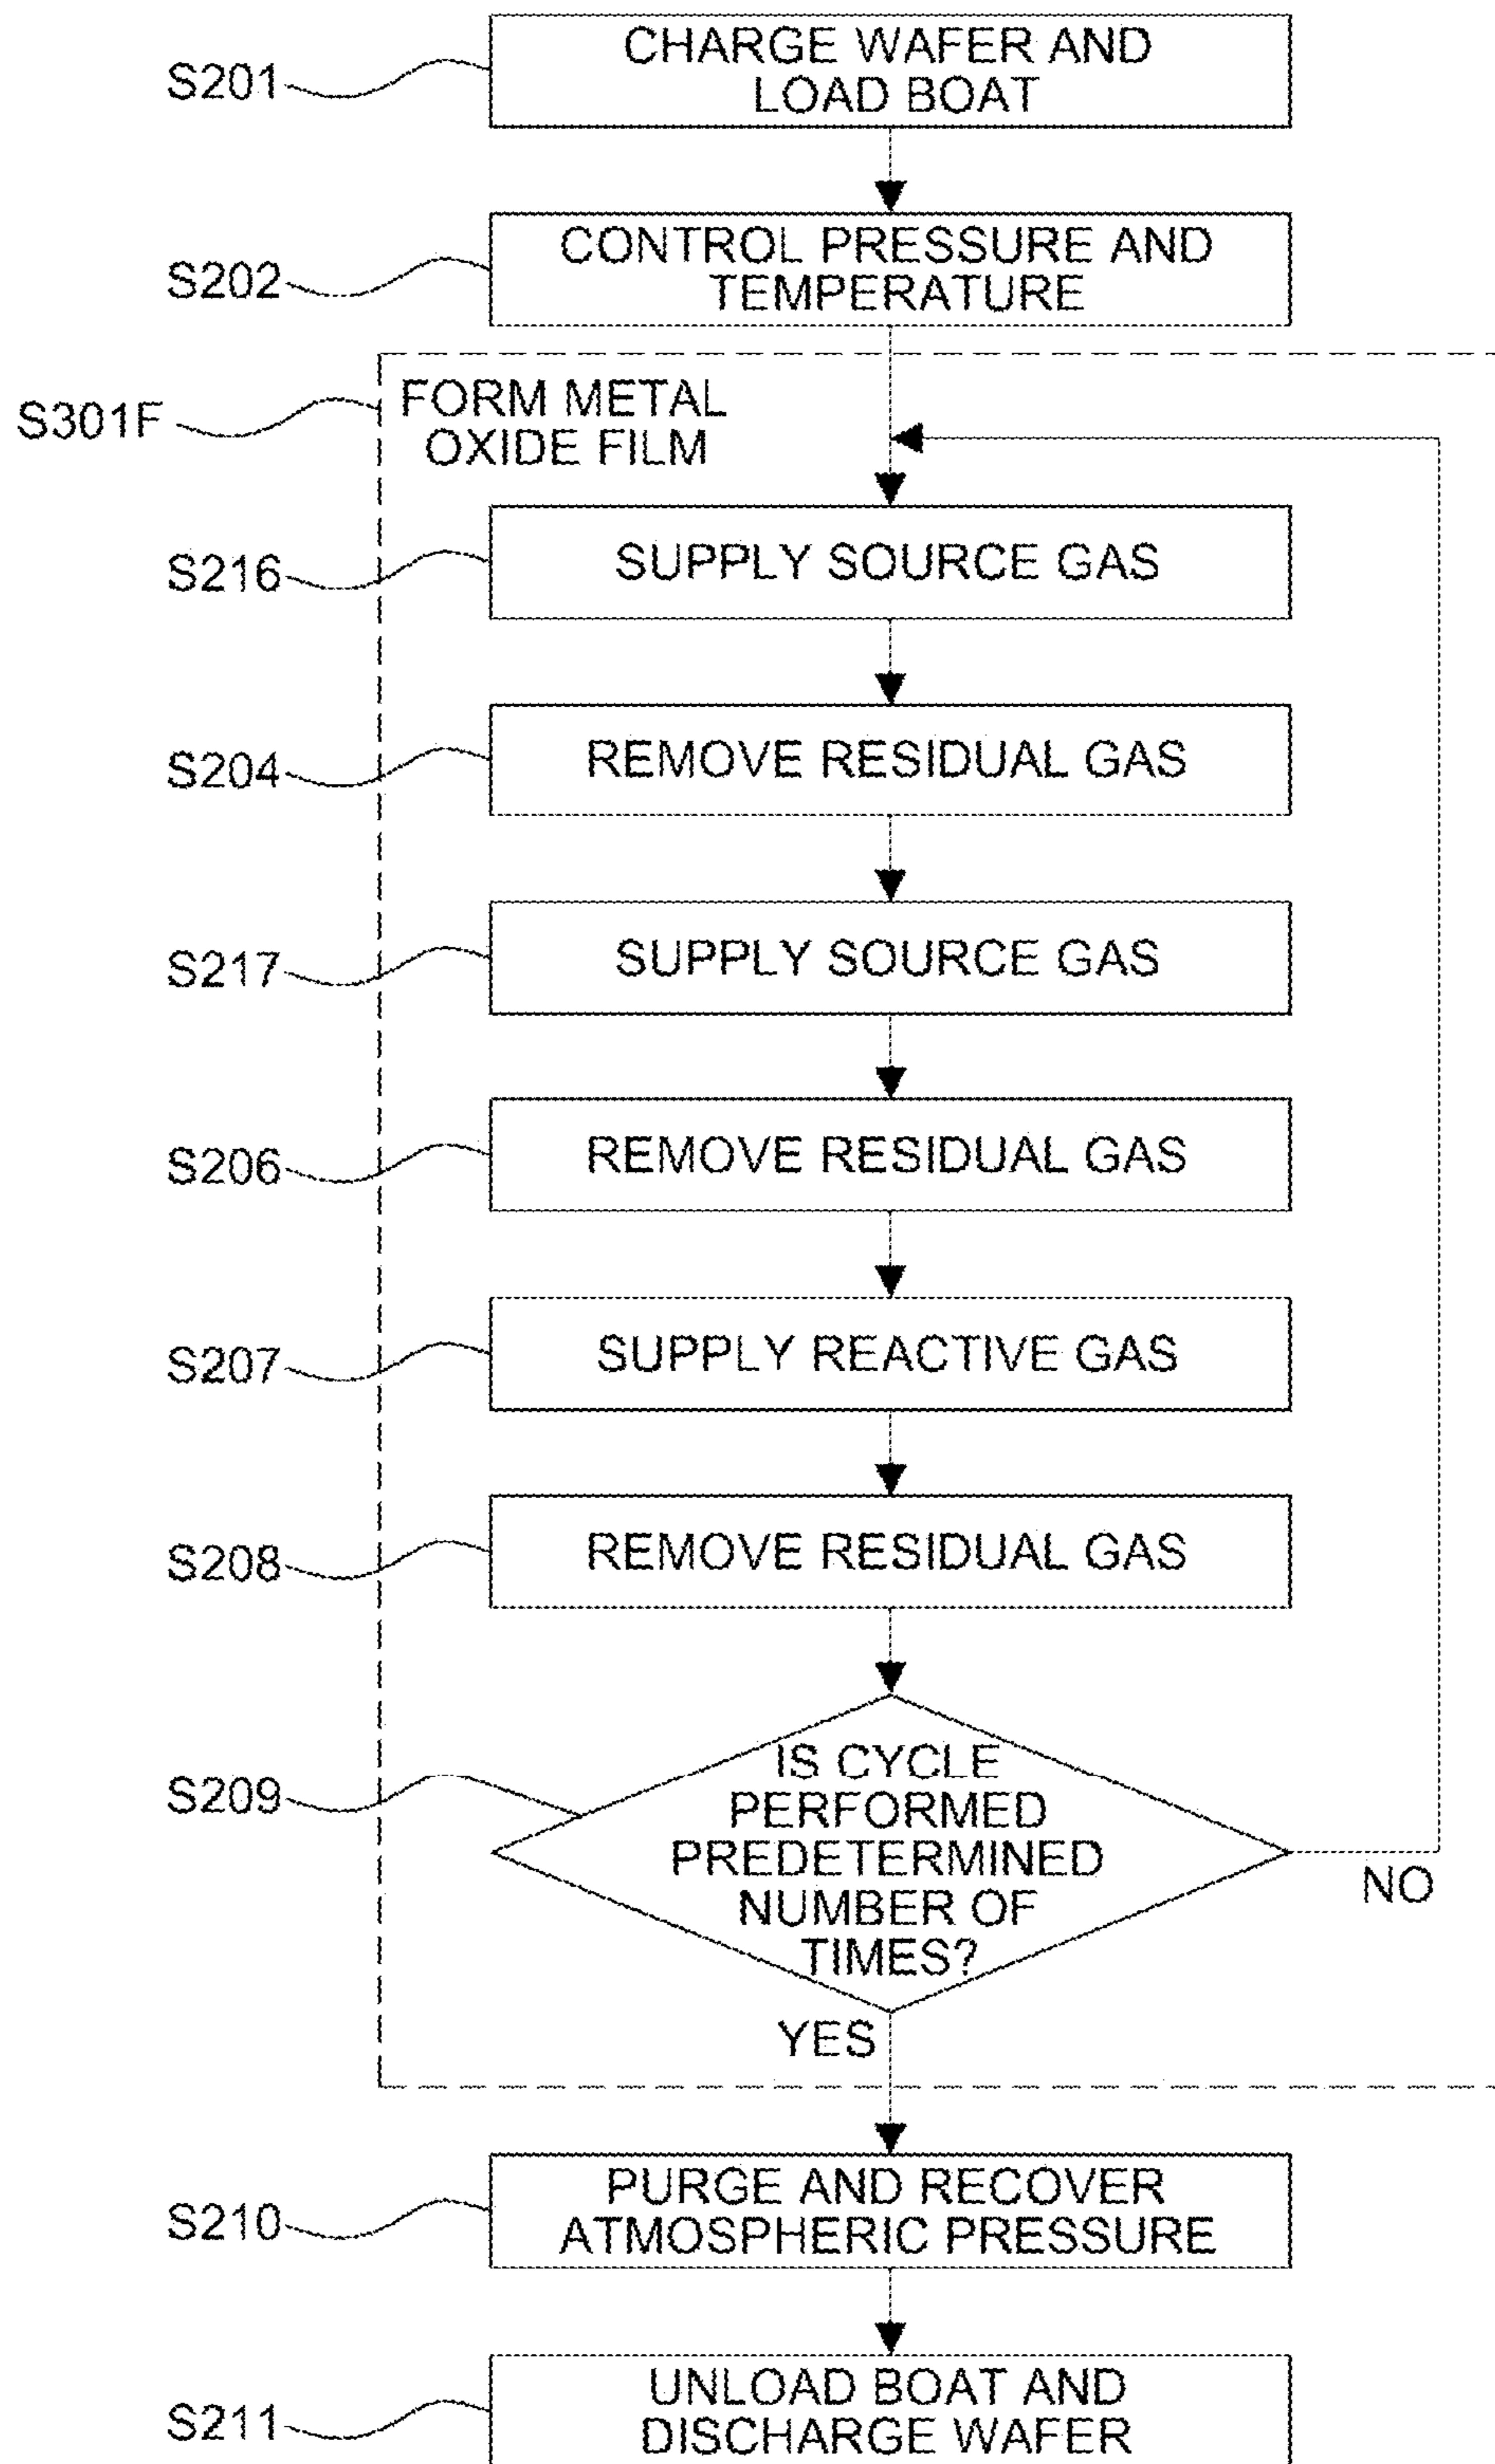 S201
CHARGE WAFER AND
LOAD BOAT
S202
CONTROL PRESSURE AND
TEMPERATURE
S301F
FORM METAL
OXIDE FILM
S216
SUPPLY SOURCE GAS
S204
REMOVE RESIDUAL GAS
S217
SUPPLY SOURCE GAS
S206
REMOVE RESIDUAL GAS
S207
SUPPLY REACTIVE GAS
S208
REMOVE RESIDUAL GAS
S209
IS CYCLE
PERFORMED
PREDETERMINED
NUMBER OF
TIMES?
NO
YES
S210
PURGE AND RECOVER
ATMOSPHERIC PRESSURE
S211
UNLOAD BOAT AND
DISCHARGE WAFER